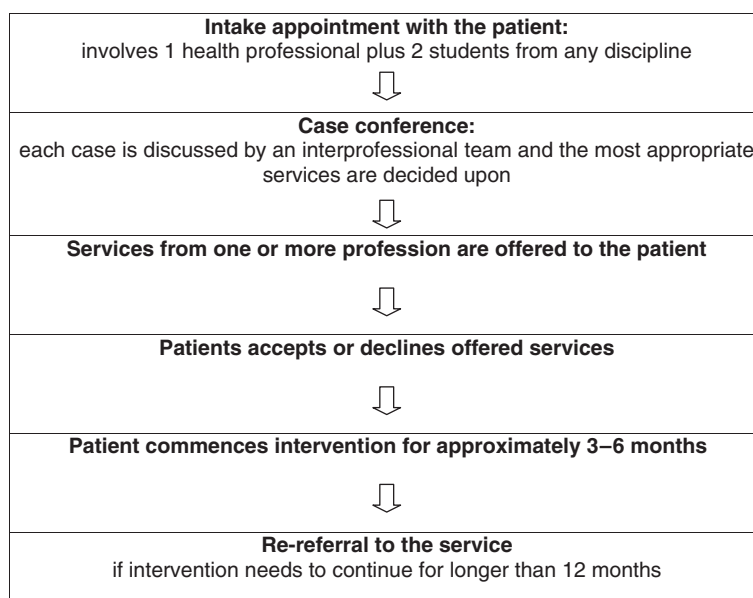 Intake appointment with the patient:
involves 1 health professional plus 2 students from any discipline
Case conference:
each case is discussed by an interprofessional team and the most appropriate
services are decided upon
Services from one or more profession are offered to the patient
Patients accepts or declines offered services
Patient commences intervention for approximately 3–6 months
Re-referral to the service
if intervention needs to continue for longer than 12 months